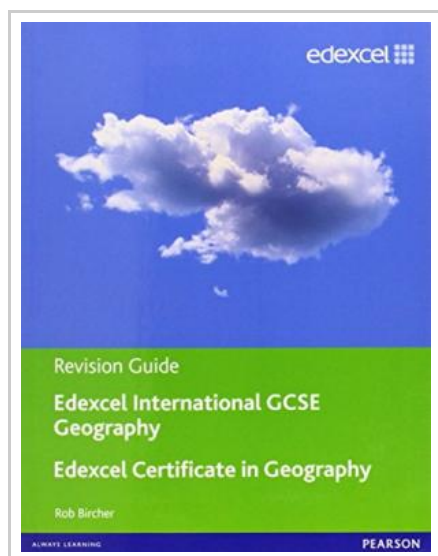 edexcel
Revision Guide
Edexcel International GCSE
Geography
Edexcel Certificate in Geography
Rob Bircher
ALWAYS LEARNING
PEARSON